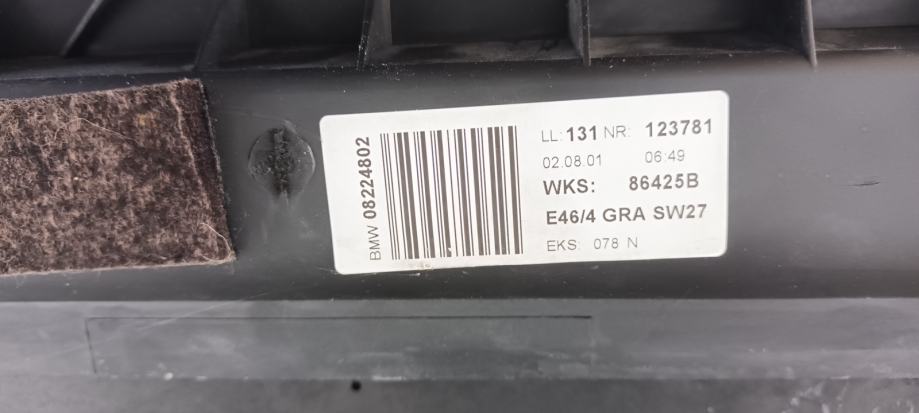 BMW 08224802
LL: 131 NR: 123781
02.08.01 06:49
WKS: 86425B
E46/4 GRA SW27
EKS: 078 N